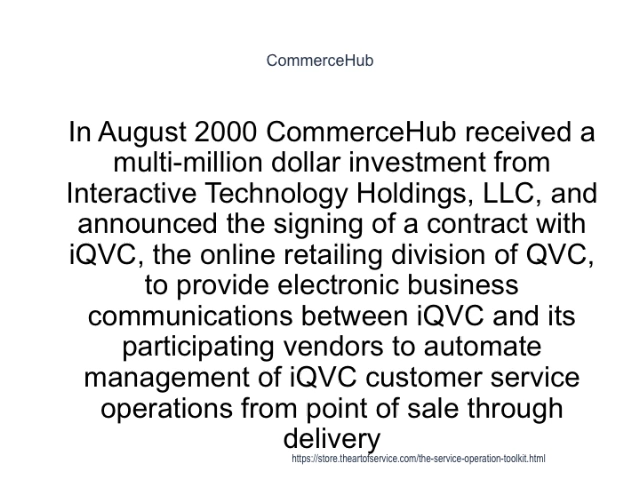 CommerceHub
In August 2000 CommerceHub received a
multi-million dollar investment from
Interactive Technology Holdings, LLC, and
announced the signing of a contract with
iQVC, the online retailing division of QVC,
to provide electronic business
communications between iQVC and its
participating vendors to automate
management of iQVC customer service
operations from point of sale through
delivery
https://store.theartofservice.com/the-service-operation-toolkit.html